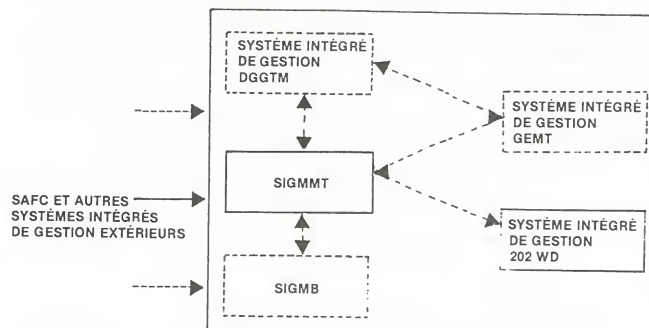 SYSTÈME INTÉGRÉ
DE GESTION
DGGTM
SYSTÈME INTÉGRÉ
DE GESTION
GEMT
SIGMMT
SAFC ET AUTRES
SYSTÈMES INTÉGRÉS
DE GESTION EXTÉRIEURS
SYSTÈME INTÉGRÉ
DE GESTION
202 WD
SIGMB